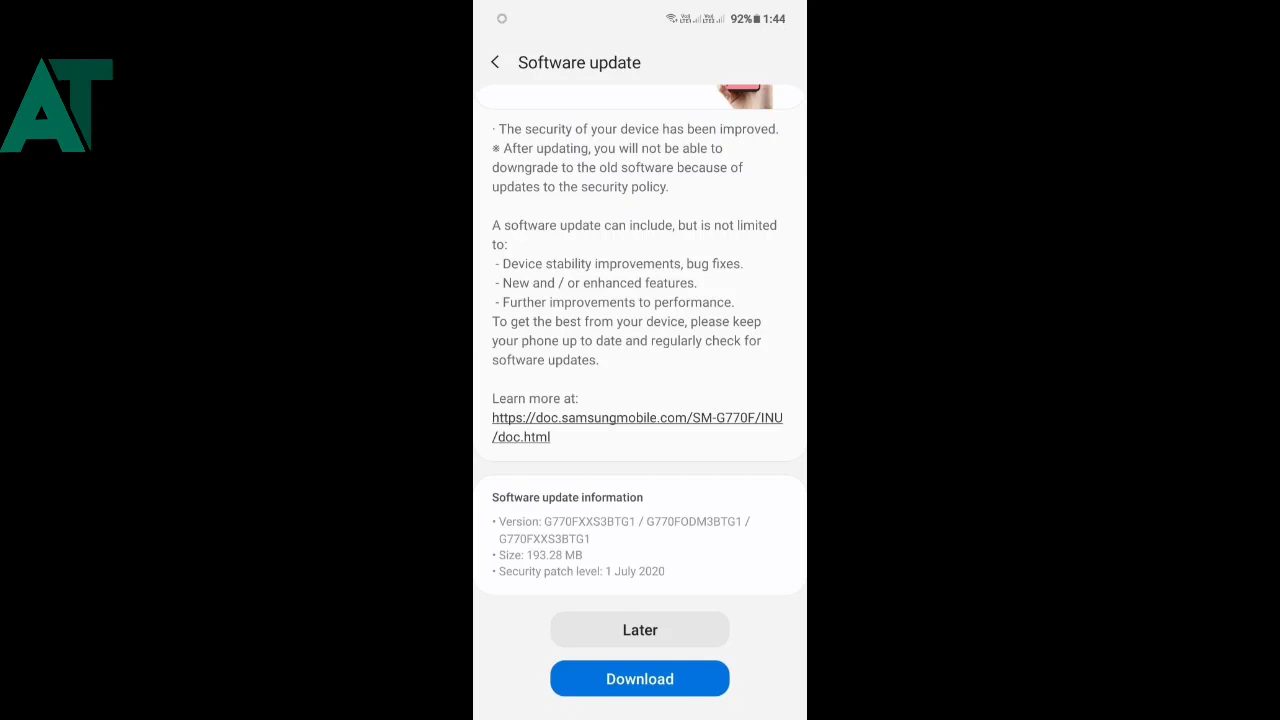 AT
92% 1:44
Software update
· The security of your device has been improved.
※ After updating, you will not be able to
downgrade to the old software because of
updates to the security policy.
A software update can include, but is not limited
to:
- Device stability improvements, bug fixes.
- New and / or enhanced features.
- Further improvements to performance.
To get the best from your device, please keep
your phone up to date and regularly check for
software updates.
Learn more at:
https://doc.samsungmobile.com/SM-G770F/INU
/doc.html
Software update information
• Version: G770FXXS3BTG1 / G770FODM3BTG1 /
G770FXXS3BTG1
• Size: 193.28 MB
• Security patch level: 1 July 2020
Later
Download